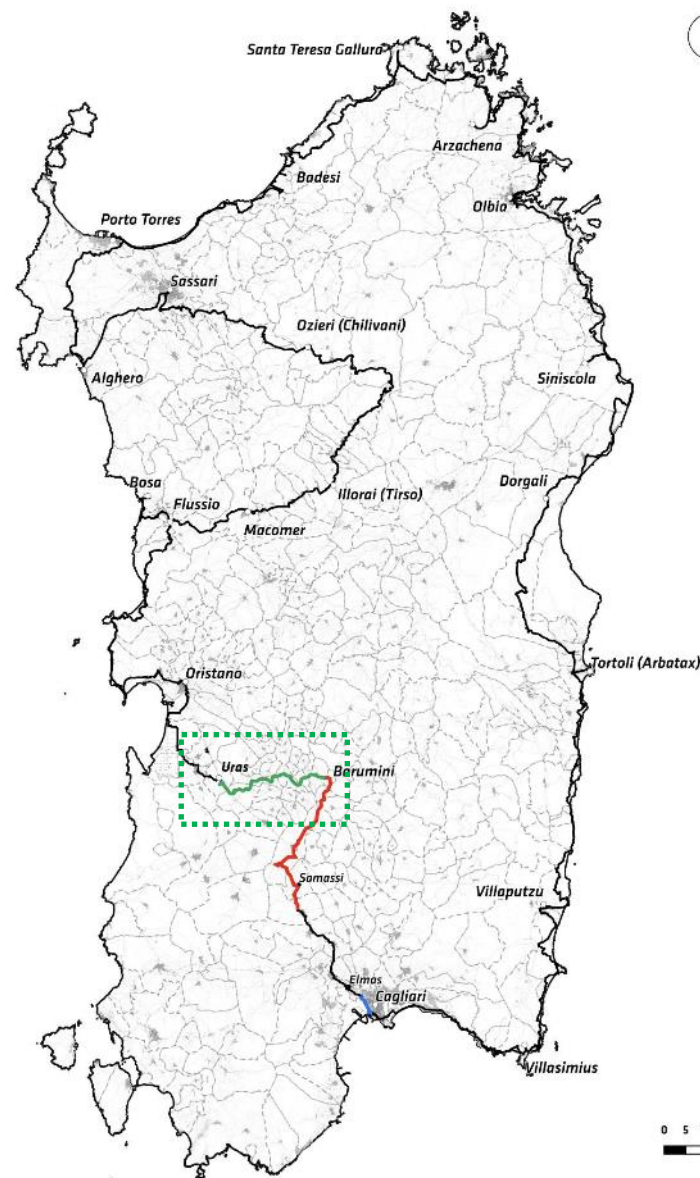 Santa Teresa Gallura
Arzachena
Badesi
Olbia
Porto Torres
Sassari
Ozieri (Chilivani)
Alghero
Siniscola
Bosa
Dorgali
Illorai (Tirso)
Flussio
Macomer
Tortolì (Arbatax)
Oristano
Uras
Barumini
Samassi
Villaputzu
Elmas
Cagliari
Villasimius
0 5